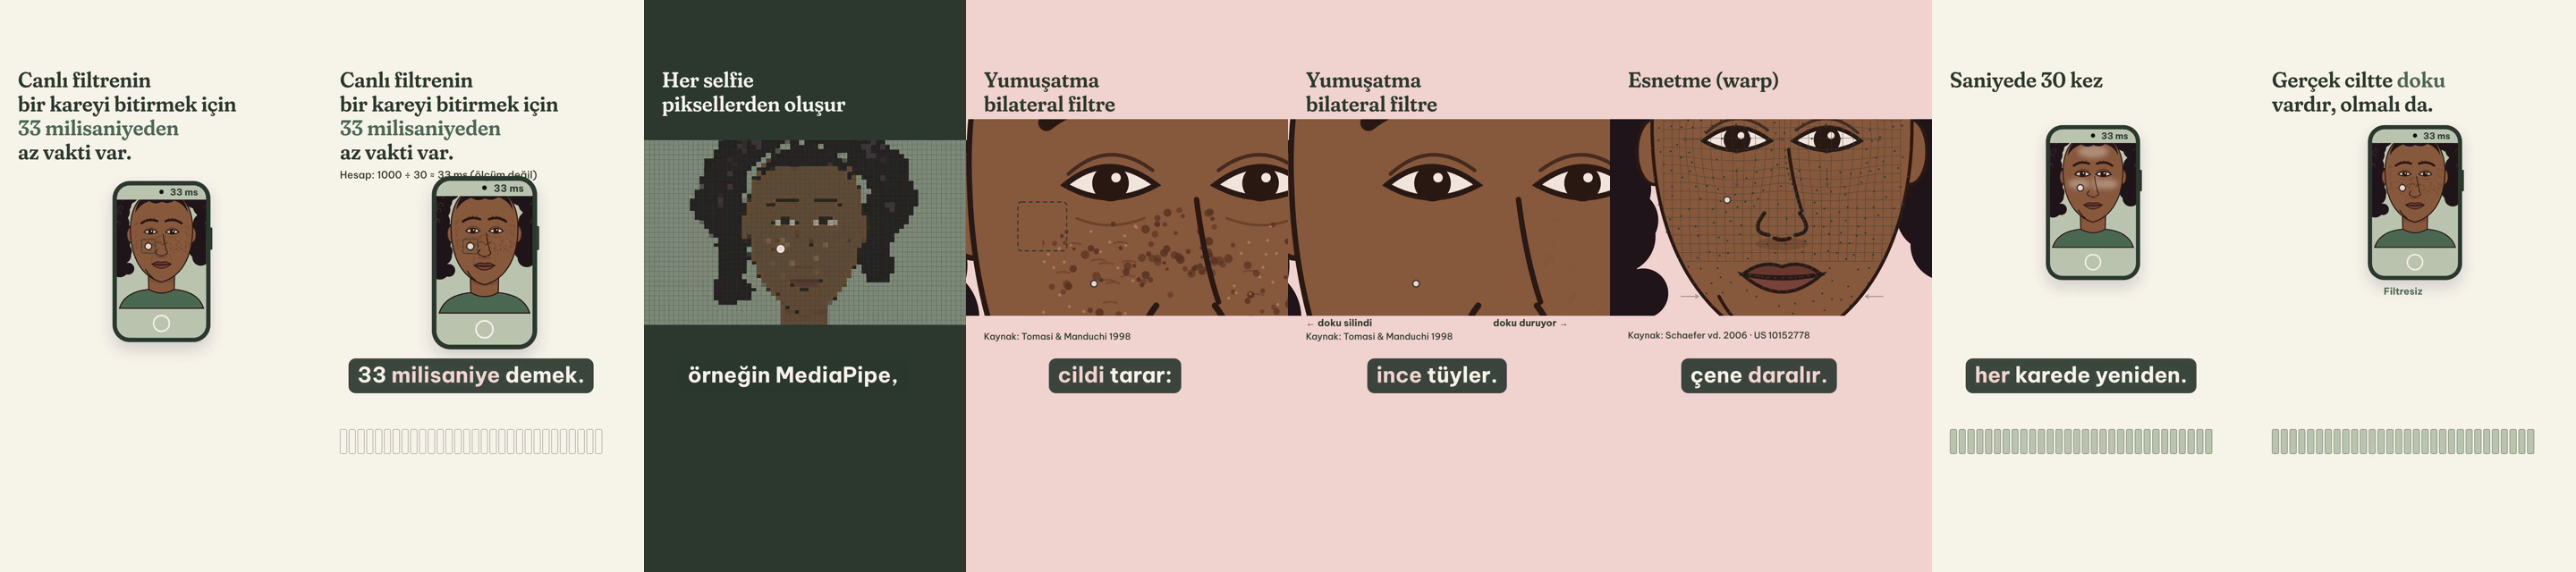 Canlı filtrenin
bir kareyi bitirmek için
33 milisaniyeden
az vakti var.
33 ms
Canlı filtrenin
bir kareyi bitirmek için
33 milisaniyeden
az vakti var.
Hesap: 1000 ÷ 30 ≈ 33 ms (ölçüm değil)
33 ms
33 milisaniye demek.
Her selfie
piksellerden oluşur
örneğin MediaPipe,
Yumuşatma
bilateral filtre
Kaynak: Tomasi & Manduchi 1998
cildi tarar:
Yumuşatma
bilateral filtre
← doku silindi
doku duruyor →
Kaynak: Tomasi & Manduchi 1998
ince tüyler.
Esnetme (warp)
Kaynak: Schaefer vd. 2006 · US 10152778
çene daralır.
Saniyede 30 kez
33 ms
her karede yeniden.
Gerçek ciltte doku
vardır, olmalı da.
33 ms
Filtresiz